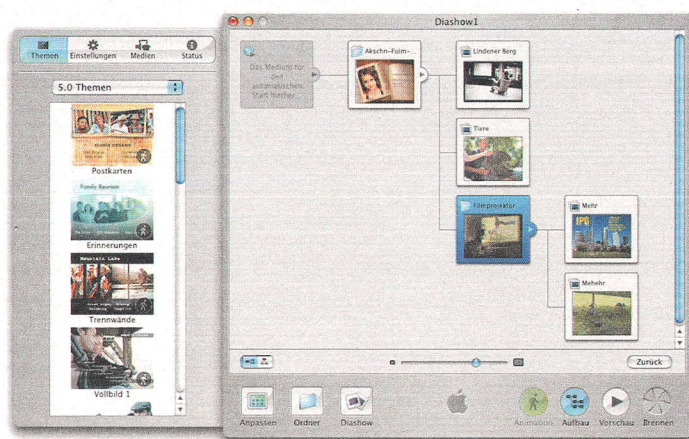 Diashow1
Themen
Einstellungen
Medien
Status
5.0 Themen
Postkarten
Family Reunion
Erinnerungen
Mountain Lake
Trennwände
Vollbild 1
Das Medium für
den
automatischen
Start hierher...
Akschn-Fuim-...
Lindener Berg
Tiere
Filmprojektor
Mehr
JPG
Mehehr
Zurück
Anpassen
Ordner
Diashow
Animation
Aufbau
Vorschau
Brennen